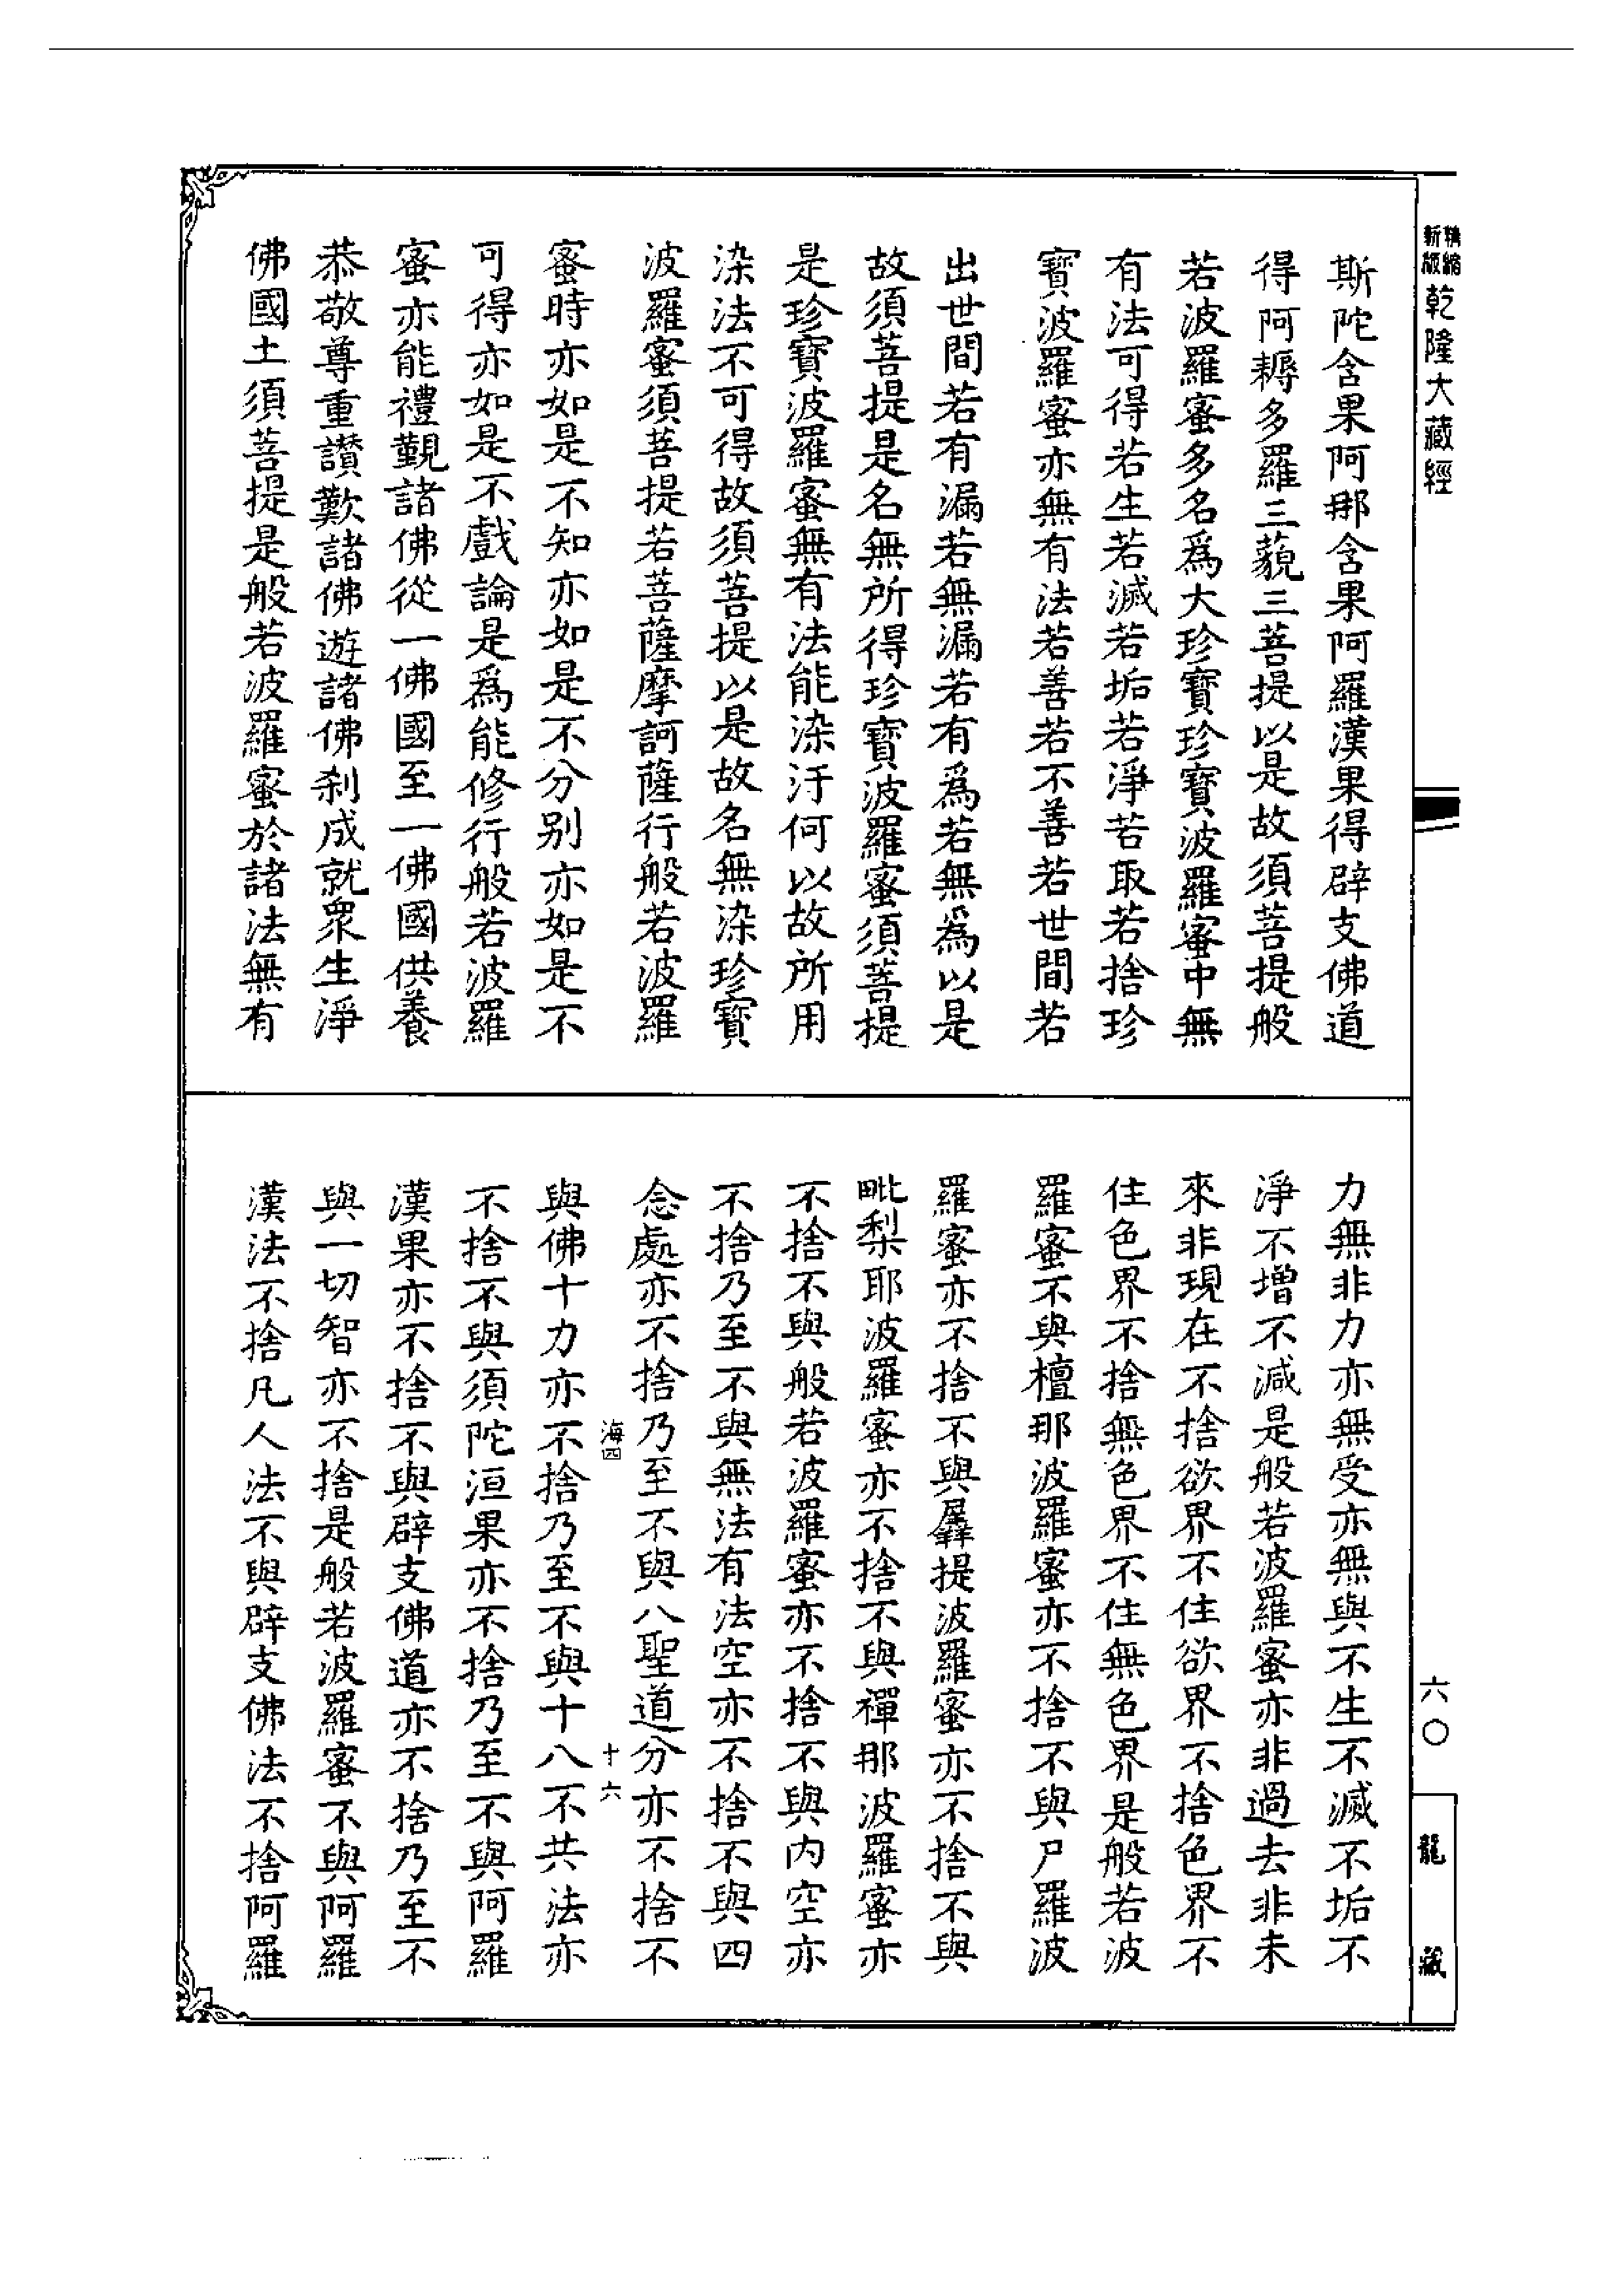 精縮新版乾隆大藏經
斯陀含果阿那含果阿羅漢果得辟支佛道
得阿耨多羅三藐三菩提以是故須菩提般
若波羅蜜多名爲大珍寶珍寶波羅蜜中無
有法可得若生若滅若垢若淨若取若捨珍
寶波羅蜜亦無有法若善若不善若世間若
出世間若有漏若無漏若有爲若無爲以是
故須菩提是名無所得珍寶波羅蜜須菩提
是珍寶波羅蜜無有法能染汙何以故所用
染法不可得故須菩提以是故名無染珍寶
波羅蜜須菩提若菩薩摩訶薩行般若波羅
蜜時亦如是不知亦如是不分別亦如是不
可得亦如是不戲論是爲能修行般若波羅
蜜亦能禮覲諸佛從一佛國至一佛國供養
恭敬尊重讚歎諸佛遊諸佛刹成就眾生淨
佛國土須菩提是般若波羅蜜於諸法無有
力無非力亦無受亦無與不生不滅不垢不
淨不增不減是般若波羅蜜亦非過去非未
來非現在不捨欲界不住欲界不捨色界不
住色界不捨無色界不住無色界是般若波
羅蜜不與檀那波羅蜜亦不捨不與尸羅波
羅蜜亦不捨不與羼提波羅蜜亦不捨不與
毗梨耶波羅蜜亦不捨不與禪那波羅蜜亦
不捨不與般若波羅蜜亦不捨不與內空亦
不捨乃至不與無法有法空亦不捨不與四
念處亦不捨乃至不與八聖道分亦不捨不
海四 十六
與佛十力亦不捨乃至不與十八不共法亦
不捨不與須陀洹果亦不捨乃至不與阿羅
漢果亦不捨不與辟支佛道亦不捨乃至不
與一切智亦不捨是般若波羅蜜不與阿羅
漢法不捨凡人法不與辟支佛法不捨阿羅
六〇
龍藏